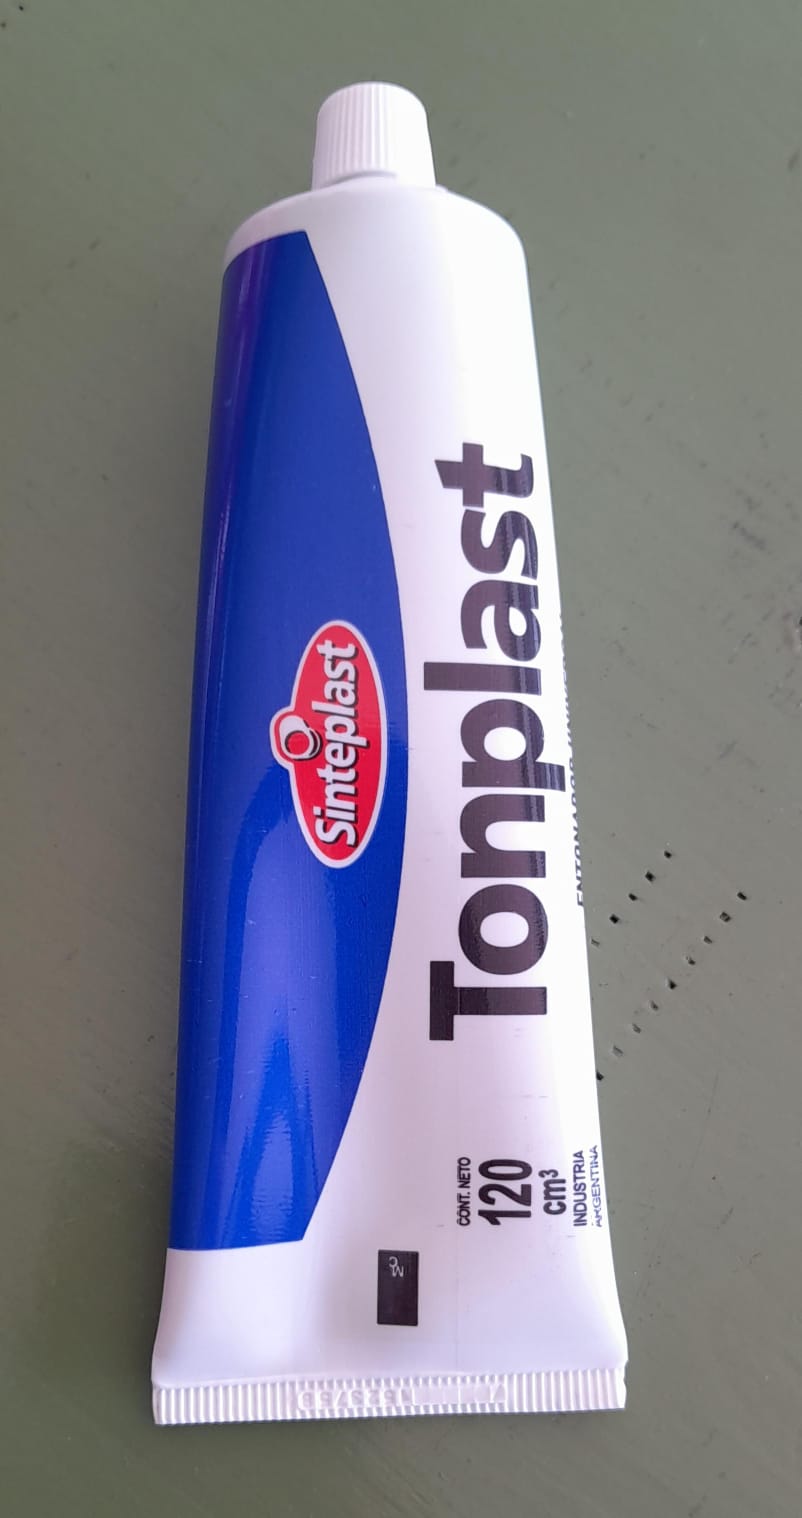 Sinteplast
Tonplast
CONT. NETO
120
cm³
INDUSTRIA
ARGENTINA